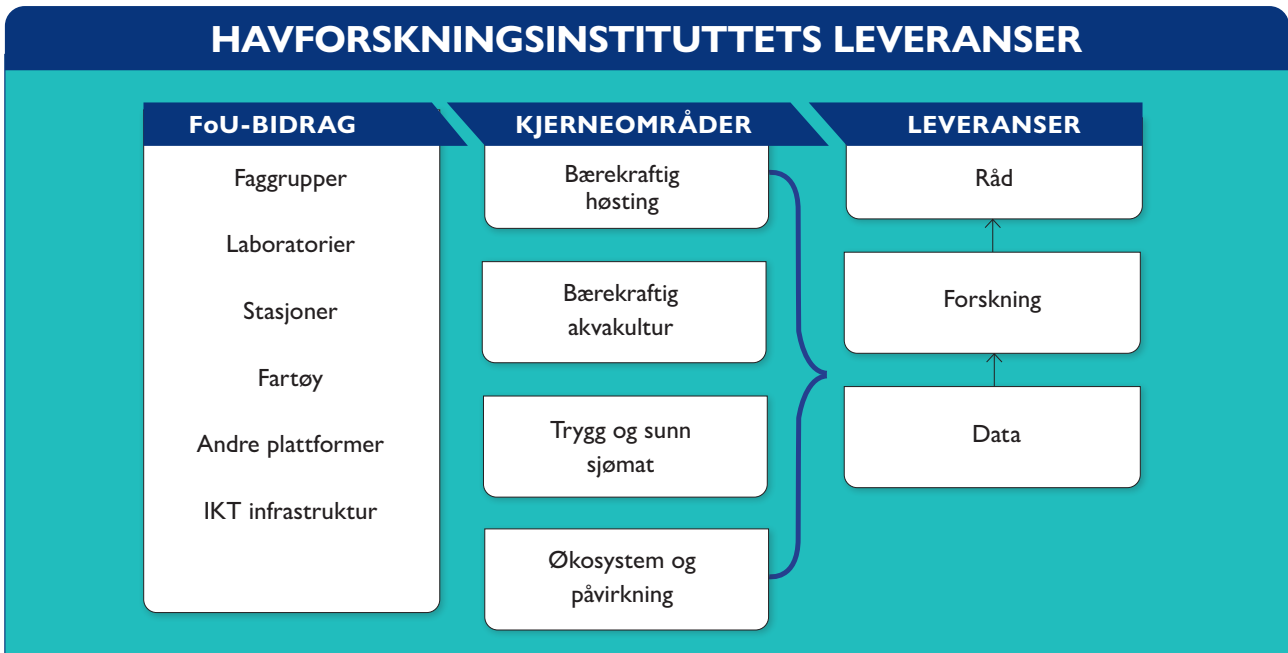 HAVFORSKNINGSINSTITUTTETS LEVERANSER
FoU-BIDRAG
Faggrupper
Laboratorier
Stasjoner
Fartøy
Andre plattformer
IKT infrastruktur
KJERNEOMRÅDER
Bærekraftig
høsting
Bærekraftig
akvakultur
Trygg og sunn
sjømat
Økosystem og
påvirkning
LEVERANSER
Råd
Forskning
Data